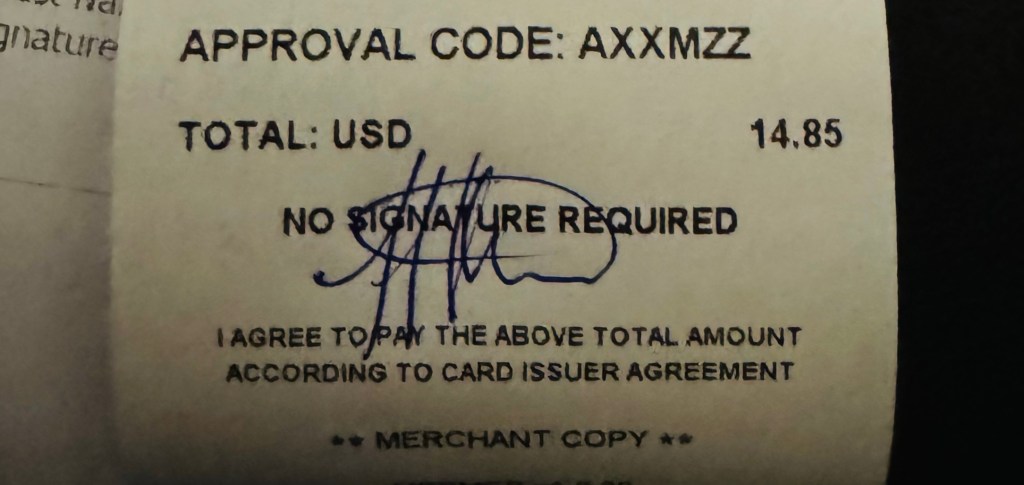 gnature
APPROVAL CODE: AXXMZZ
TOTAL: USD 14.85
NO SIGNATURE REQUIRED
I AGREE TO PAY THE ABOVE TOTAL AMOUNT
ACCORDING TO CARD ISSUER AGREEMENT
** MERCHANT COPY **